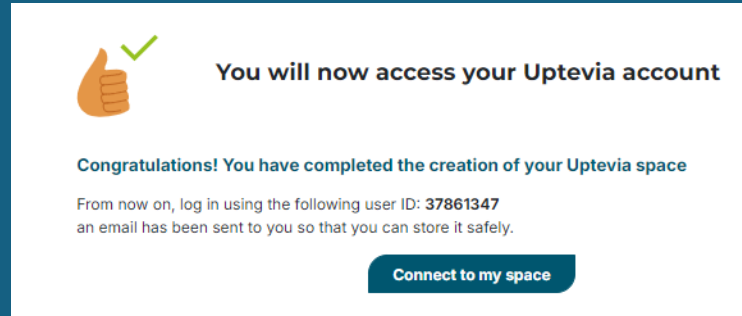 You will now access your Uptevia account
Congratulations! You have completed the creation of your Uptevia space
From now on, log in using the following user ID: 37861347
an email has been sent to you so that you can store it safely.
Connect to my space